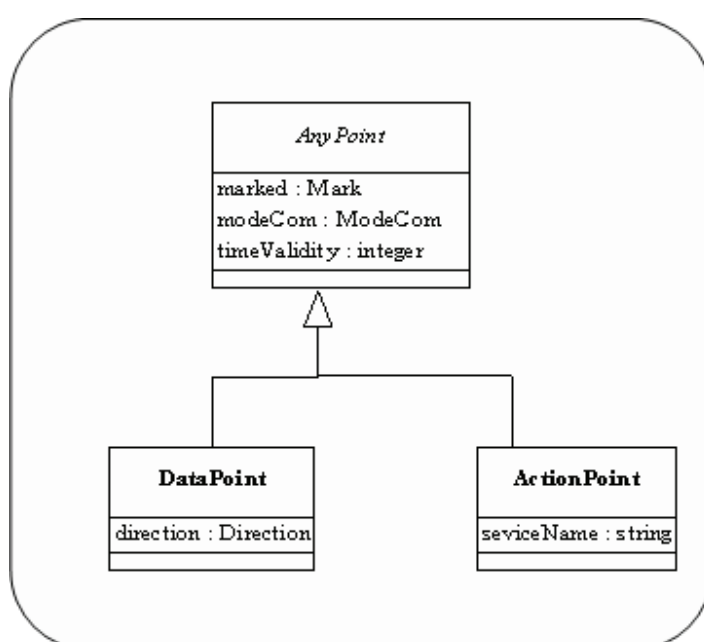 AnyPoint
marked : Mark
modeCom : ModeCom
timeValidity : integer
DataPoint
direction : Direction
ActionPoint
seviceName : string